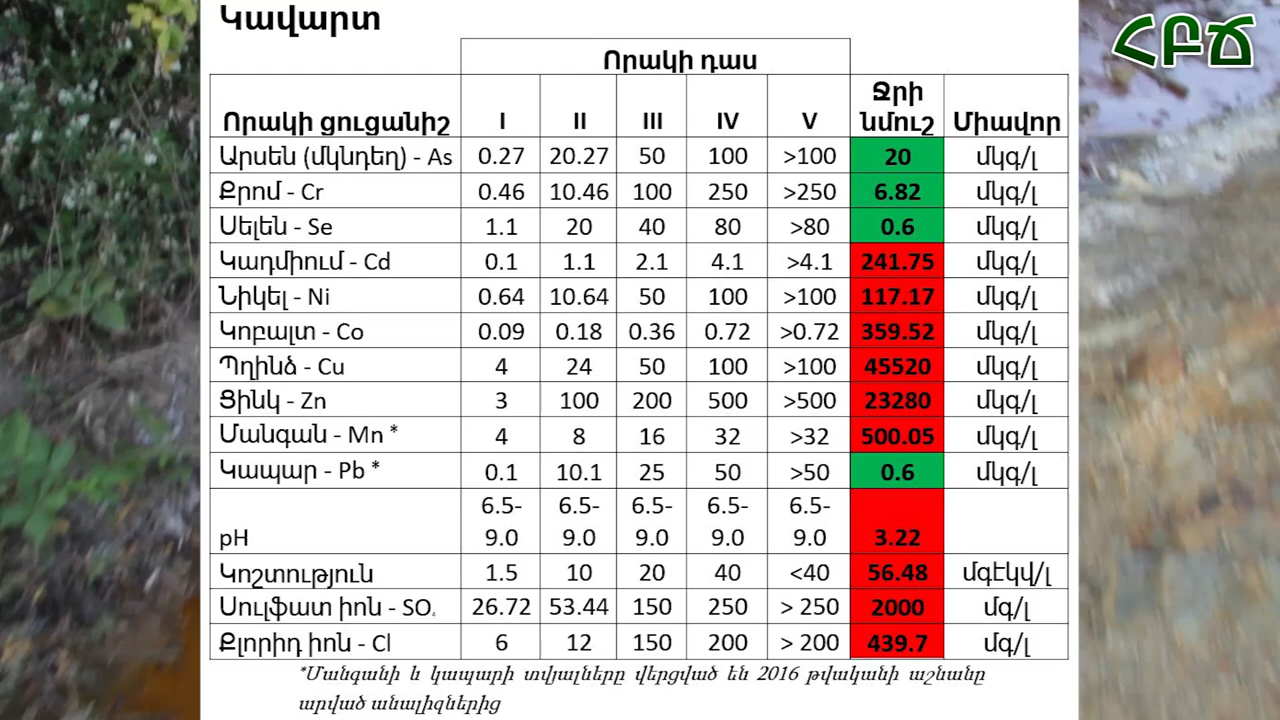 Կավարտ
ՀԲՃ
Որակի դաս
Որակի ցուցանիշ I II III IV V Ջրի նմուշ Միավոր
Արսեն (մկնդեղ) - As 0.27 20.27 50 100 >100 20 մկգ/լ
Քրոմ - Cr 0.46 10.46 100 250 >250 6.82 մկգ/լ
Սելեն - Se 1.1 20 40 80 >80 0.6 մկգ/լ
Կադմիում - Cd 0.1 1.1 2.1 4.1 >4.1 241.75 մկգ/լ
Նիկել - Ni 0.64 10.64 50 100 >100 117.17 մկգ/լ
Կոբալտ - Co 0.09 0.18 0.36 0.72 >0.72 359.52 մկգ/լ
Պղինձ - Cu 4 24 50 100 >100 45520 մկգ/լ
Ցինկ - Zn 3 100 200 500 >500 23280 մկգ/լ
Մանգան - Mn * 4 8 16 32 >32 500.05 մկգ/լ
Կապար - Pb * 0.1 10.1 25 50 >50 0.6 մկգ/լ
pH 6.5-9.0 6.5-9.0 6.5-9.0 6.5-9.0 6.5-9.0 3.22
Կոշտություն 1.5 10 20 40 <40 56.48 մգէկվ/լ
Սուլֆատ իոն - SO₄ 26.72 53.44 150 250 > 250 2000 մգ/լ
Քլորիդ իոն - Cl 6 12 150 200 > 200 439.7 մգ/լ
*Մանգանի և կապարի տվյալները վերցված են 2016 թվականի աշնանը
արված անալիզներից